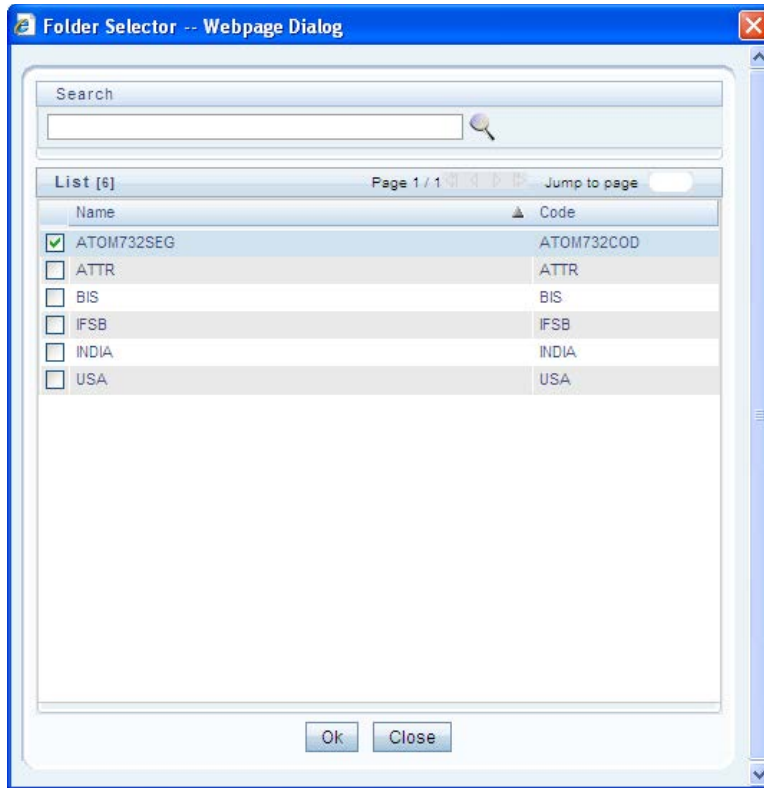 Folder Selector -- Webpage Dialog
Search
List [6] Page 1 / 1 Jump to page
Name Code
ATOM732SEG ATOM732COD
ATTR ATTR
BIS BIS
IFSB IFSB
INDIA INDIA
USA USA
Ok Close